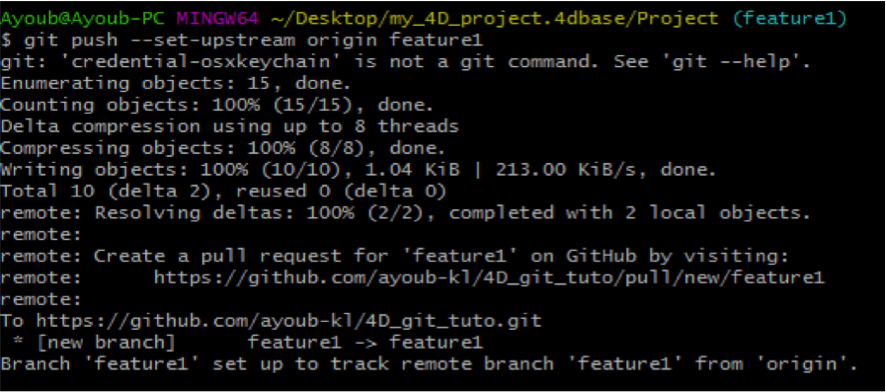 Ayoub@Ayoub-PC MINGW64 ~/Desktop/my_4D_project.4dbase/Project (feature1)
$ git push --set-upstream origin feature1
git: 'credential-osxkeychain' is not a git command. See 'git --help'.
Enumerating objects: 15, done.
Counting objects: 100% (15/15), done.
Delta compression using up to 8 threads
Compressing objects: 100% (8/8), done.
Writing objects: 100% (10/10), 1.04 KiB | 213.00 KiB/s, done.
Total 10 (delta 2), reused 0 (delta 0)
remote: Resolving deltas: 100% (2/2), completed with 2 local objects.
remote:
remote: Create a pull request for 'feature1' on GitHub by visiting:
remote:      https://github.com/ayoub-kl/4D_git_tuto/pull/new/feature1
remote:
To https://github.com/ayoub-kl/4D_git_tuto.git
 * [new branch]      feature1 -> feature1
Branch 'feature1' set up to track remote branch 'feature1' from 'origin'.